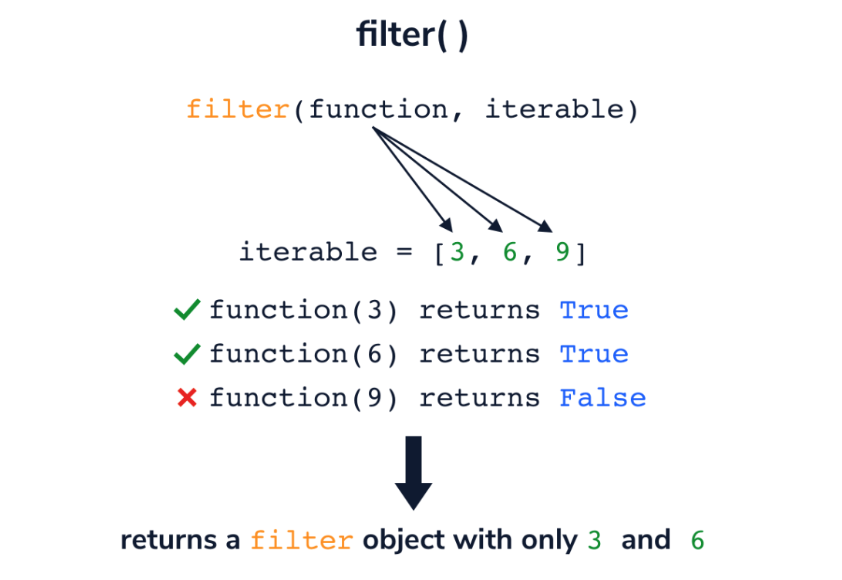 filter( )
filter(function, iterable)
iterable = [3, 6, 9]
function(3) returns True
function(6) returns True
function(9) returns False
returns a filter object with only 3 and 6